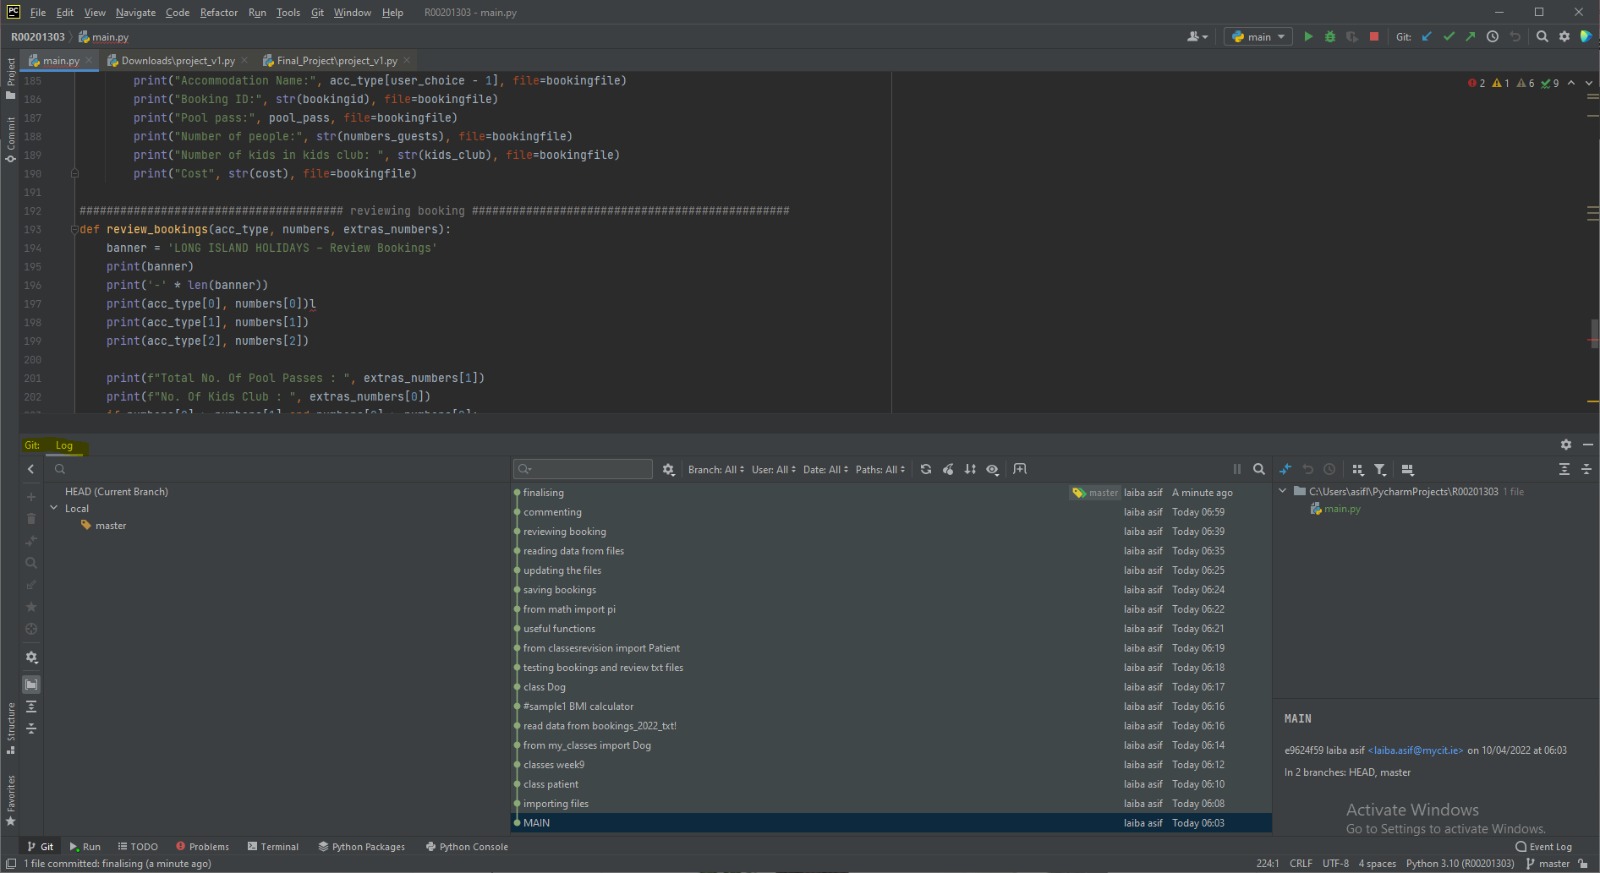 PC File Edit View Navigate Code Refactor Run Tools Git Window Help R00201303 - main.py
R00201303 main.py main Git:
main.py Downloads\project_v1.py Final_Project\project_v1.py
Project
Commit
Structure
Favorites
2 1 6 9
185 print("Accommodation Name:", acc_type[user_choice - 1], file=bookingfile)
186 print("Booking ID:", str(bookingid), file=bookingfile)
187 print("Pool pass:", pool_pass, file=bookingfile)
188 print("Number of people:", str(numbers_guests), file=bookingfile)
189 print("Number of kids in kids club: ", str(kids_club), file=bookingfile)
190 print("Cost", str(cost), file=bookingfile)
191
192 ####################################### reviewing booking ###############################################
193 def review_bookings(acc_type, numbers, extras_numbers):
194 banner = 'LONG ISLAND HOLIDAYS - Review Bookings'
195 print(banner)
196 print('-' * len(banner))
197 print(acc_type[0], numbers[0])l
198 print(acc_type[1], numbers[1])
199 print(acc_type[2], numbers[2])
200
201 print(f"Total No. Of Pool Passes : ", extras_numbers[1])
202 print(f"No. Of Kids Club : ", extras_numbers[0])
Git: Log
Branch: All User: All Date: All Paths: All
HEAD (Current Branch)
Local
master
finalising master laiba asif A minute ago
commenting laiba asif Today 06:59
reviewing booking laiba asif Today 06:39
reading data from files laiba asif Today 06:35
updating the files laiba asif Today 06:25
saving bookings laiba asif Today 06:24
from math import pi laiba asif Today 06:22
useful functions laiba asif Today 06:21
from classesrevision import Patient laiba asif Today 06:19
testing bookings and review txt files laiba asif Today 06:18
class Dog laiba asif Today 06:17
#sample1 BMI calculator laiba asif Today 06:16
read data from bookings_2022_txt! laiba asif Today 06:16
from my_classes import Dog laiba asif Today 06:14
classes week9 laiba asif Today 06:12
class patient laiba asif Today 06:10
importing files laiba asif Today 06:08
MAIN laiba asif Today 06:03
C:\Users\asifl\PycharmProjects\R00201303 1 file
main.py
MAIN
e9624f59 laiba asif <laiba.asif@mycit.ie> on 10/04/2022 at 06:03
In 2 branches: HEAD, master
Activate Windows
Go to Settings to activate Windows.
Git Run TODO Problems Terminal Python Packages Python Console Event Log
1 file committed: finalising (a minute ago) 224:1 CRLF UTF-8 4 spaces Python 3.10 (R00201303) master